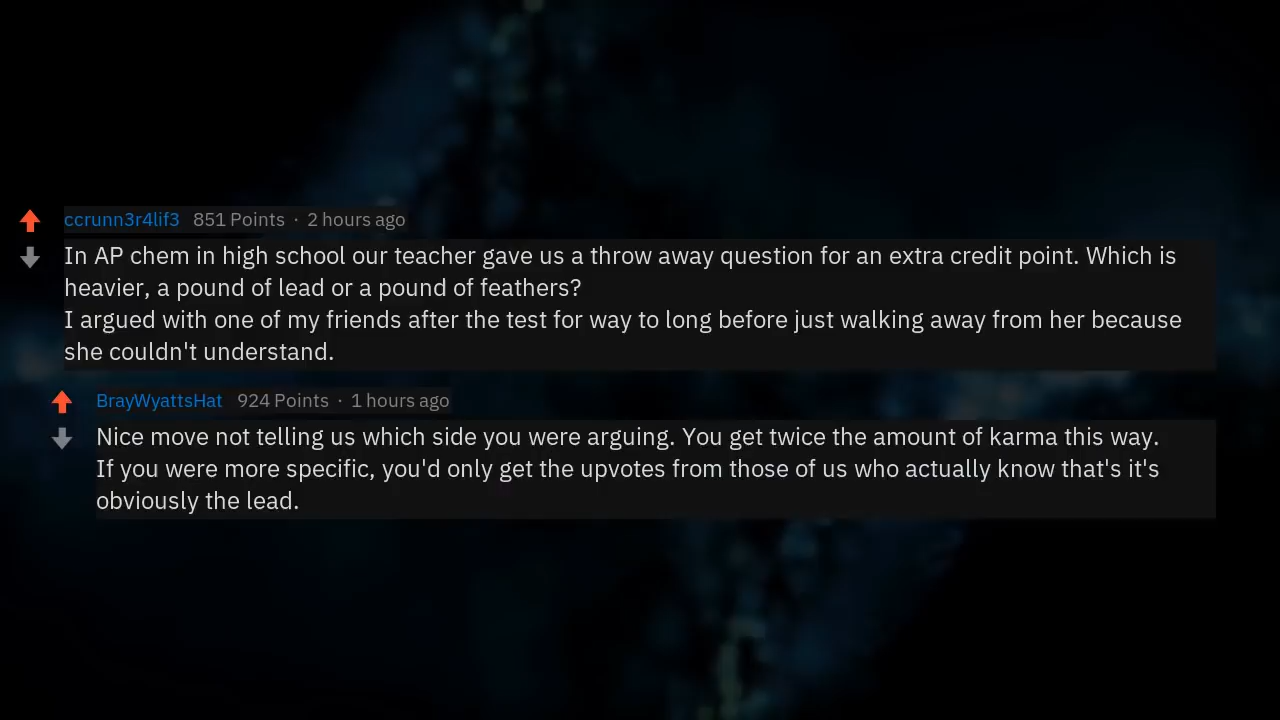 ccrunn3r4lif3 851 Points · 2 hours ago
In AP chem in high school our teacher gave us a throw away question for an extra credit point. Which is
heavier, a pound of lead or a pound of feathers?
I argued with one of my friends after the test for way to long before just walking away from her because
she couldn't understand.
BrayWyattsHat 924 Points · 1 hours ago
Nice move not telling us which side you were arguing. You get twice the amount of karma this way.
If you were more specific, you'd only get the upvotes from those of us who actually know that's it's
obviously the lead.